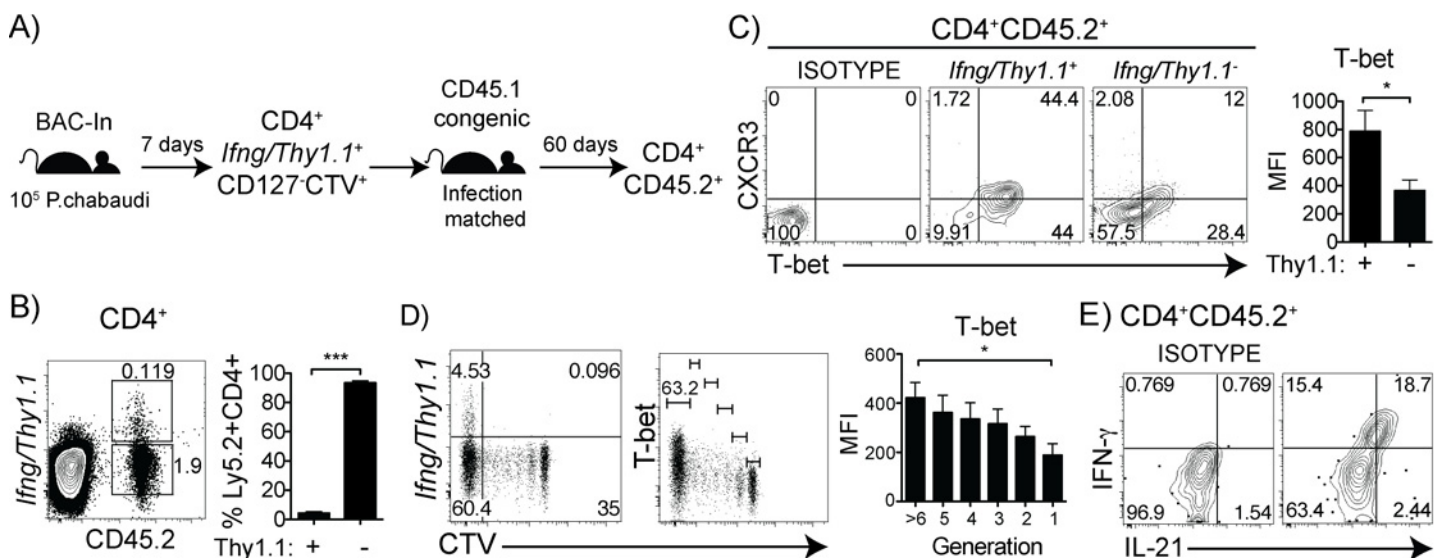 A)
BAC-In
10⁵ P.chabaudi
7 days
CD4⁺
Ifng/Thy1.1⁺
CD127⁻CTV⁺
CD45.1
congenic
Infection
matched
60 days
CD4⁺
CD45.2⁺
B)
CD4⁺
Ifng/Thy1.1
0.119
1.9
CD45.2
% Ly5.2+CD4+
100
80
60
40
20
0
***
Thy1.1: + -
C)
CD4⁺CD45.2⁺
ISOTYPE
Ifng/Thy1.1⁺
Ifng/Thy1.1⁻
CXCR3
0 0
100 0
1.72 44.4
9.91 44
2.08 12
57.5 28.4
T-bet
T-bet
*
MFI
1000
800
600
400
200
0
Thy1.1: + -
D)
Ifng/Thy1.1
4.53 0.096
60.4 35
T-bet
63.2
CTV
T-bet
*
MFI
600
400
200
0
>6 5 4 3 2 1
Generation
E)
CD4⁺CD45.2⁺
ISOTYPE
IFN-γ
0.769 0.769
96.9 1.54
15.4 18.7
63.4 2.44
IL-21